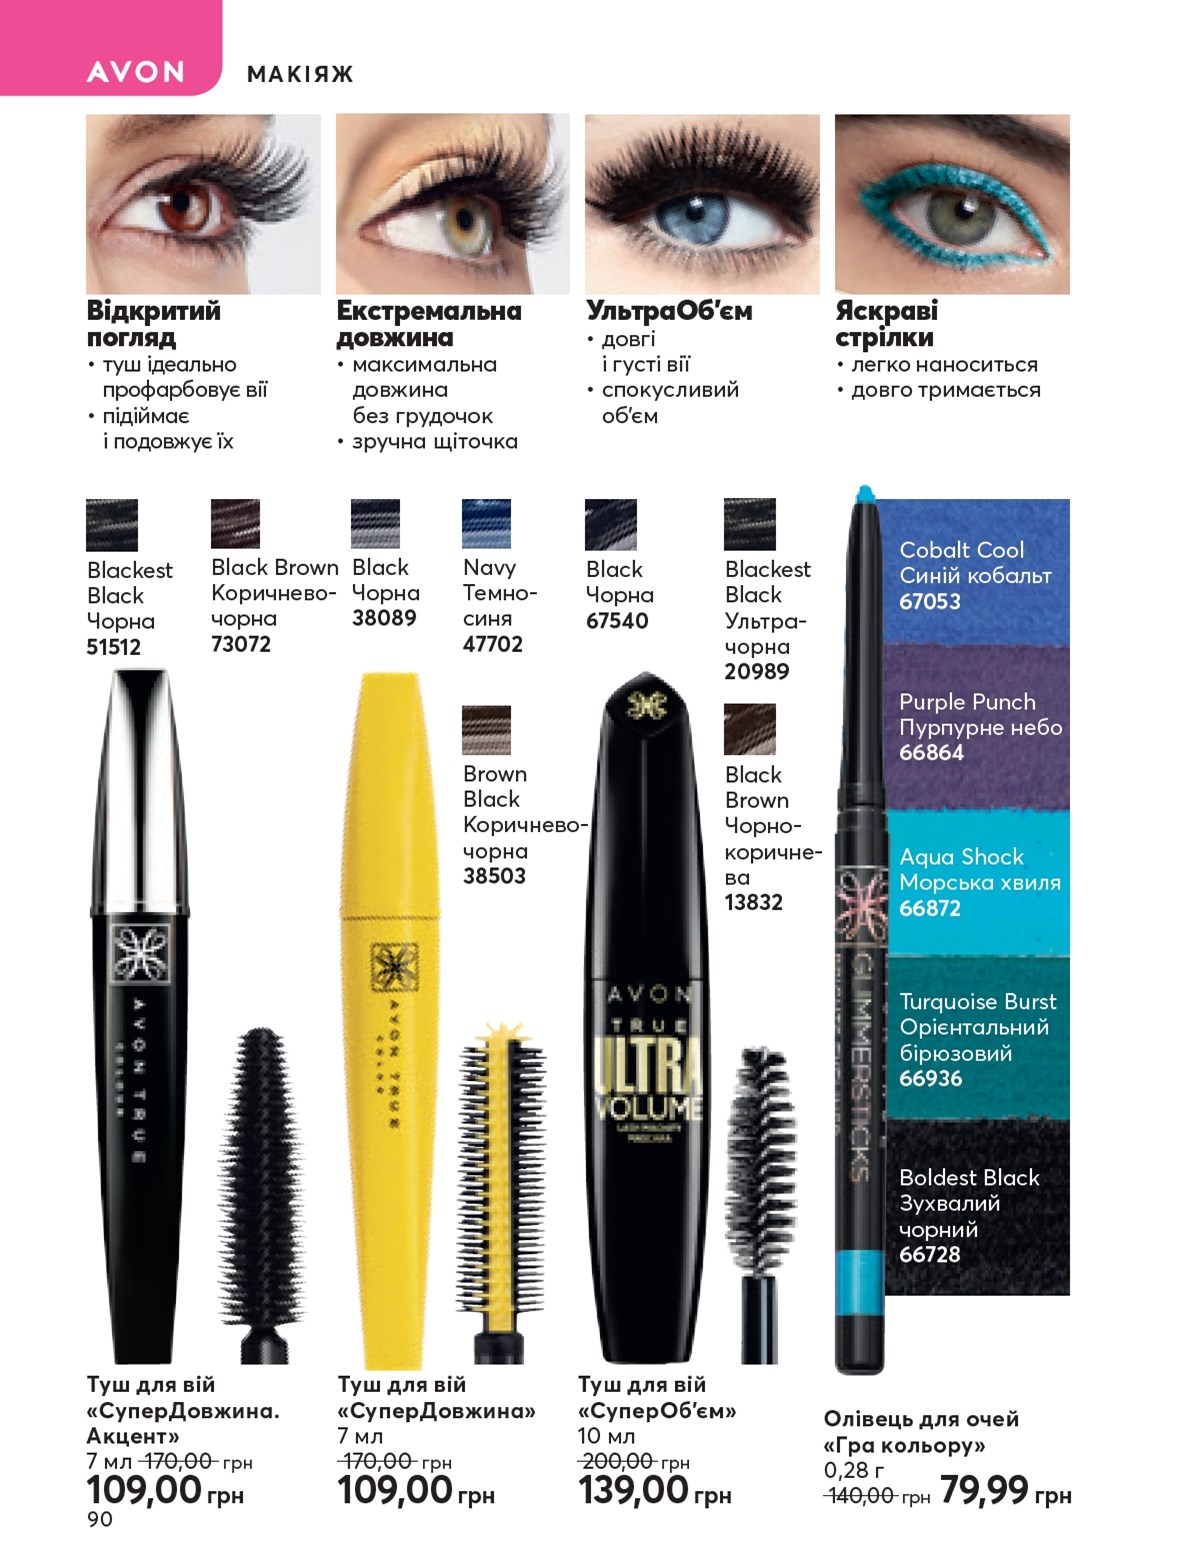 AVON
МАКІЯЖ
Відкритий
погляд
• туш ідеально
профарбовує вії
• підіймає
і подовжує їх
Екстремальна
довжина
• максимальна
довжина
без грудочок
• зручна щіточка
УльтраОб'єм
• довгі
і густі вії
• спокусливий
об'єм
Яскраві
стрілки
• легко наноситься
• довго тримається
Blackest
Black
Чорна
51512
Black Brown
Коричнево-
чорна
73072
Black
Чорна
38089
Navy
Темно-
синя
47702
Brown
Black
Коричнево-
чорна
38503
Black
Чорна
67540
Blackest
Black
Ультра-
чорна
20989
Black
Brown
Чорно-
коричне-
ва
13832
Cobalt Cool
Синій кобальт
67053
Purple Punch
Пурпурне небо
66864
Aqua Shock
Морська хвиля
66872
Turquoise Burst
Орієнтальний
бірюзовий
66936
Boldest Black
Зухвалий
чорний
66728
AVON TRUE
AVON TRUE
AVON
TRUE
ULTRA
VOLUME
GLIMMERSTICKS
Туш для вій
«СуперДовжина.
Акцент»
7 мл 170,00 грн
109,00 грн
Туш для вій
«СуперДовжина»
7 мл
170,00 грн
109,00 грн
Туш для вій
«СуперОб'єм»
10 мл
200,00 грн
139,00 грн
Олівець для очей
«Гра кольору»
0,28 г
140,00 грн 79,99 грн
90